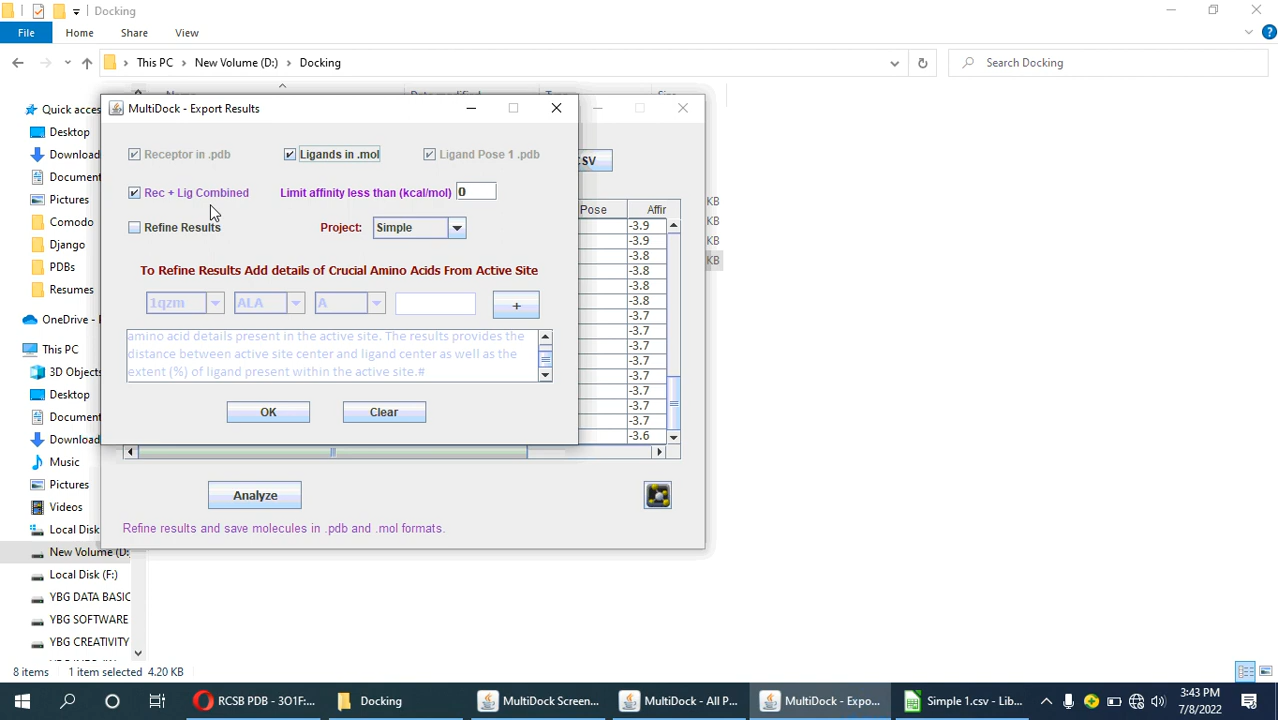 Docking
File
Home
Share
View
This PC
New Volume (D:)
Docking
Search Docking
Quick acces
Desktop
Download
Document
Pictures
Comodo
Django
PDBs
Resumes
OneDrive - P
This PC
3D Objects
Desktop
Document
Download
Music
Pictures
Videos
Local Disk
New Volume (D:
Local Disk (F:)
YBG DATA BASIC
YBG SOFTWARE
YBG CREATIVITY
MultiDock - Export Results
Receptor in .pdb
Ligands in .mol
Ligand Pose 1 .pdb
Rec + Lig Combined
Limit affinity less than (kcal/mol)
0
Refine Results
Project:
Simple
To Refine Results Add details of Crucial Amino Acids From Active Site
1qzm
ALA
A
+
amino acid details present in the active site. The results provides the
distance between active site center and ligand center as well as the
extent (%) of ligand present within the active site.#
OK
Clear
SV
Pose
Affir
-3.9
-3.9
-3.8
-3.8
-3.8
-3.8
-3.7
-3.7
-3.7
-3.7
-3.7
-3.7
-3.7
-3.7
-3.6
KB
KB
KB
KB
Analyze
Refine results and save molecules in .pdb and .mol formats.
8 items
1 item selected 4.20 KB
RCSB PDB - 3O1F:...
Docking
MultiDock Screen...
MultiDock - All P...
MultiDock - Expo...
Simple 1.csv - Lib...
3:43 PM
7/8/2022